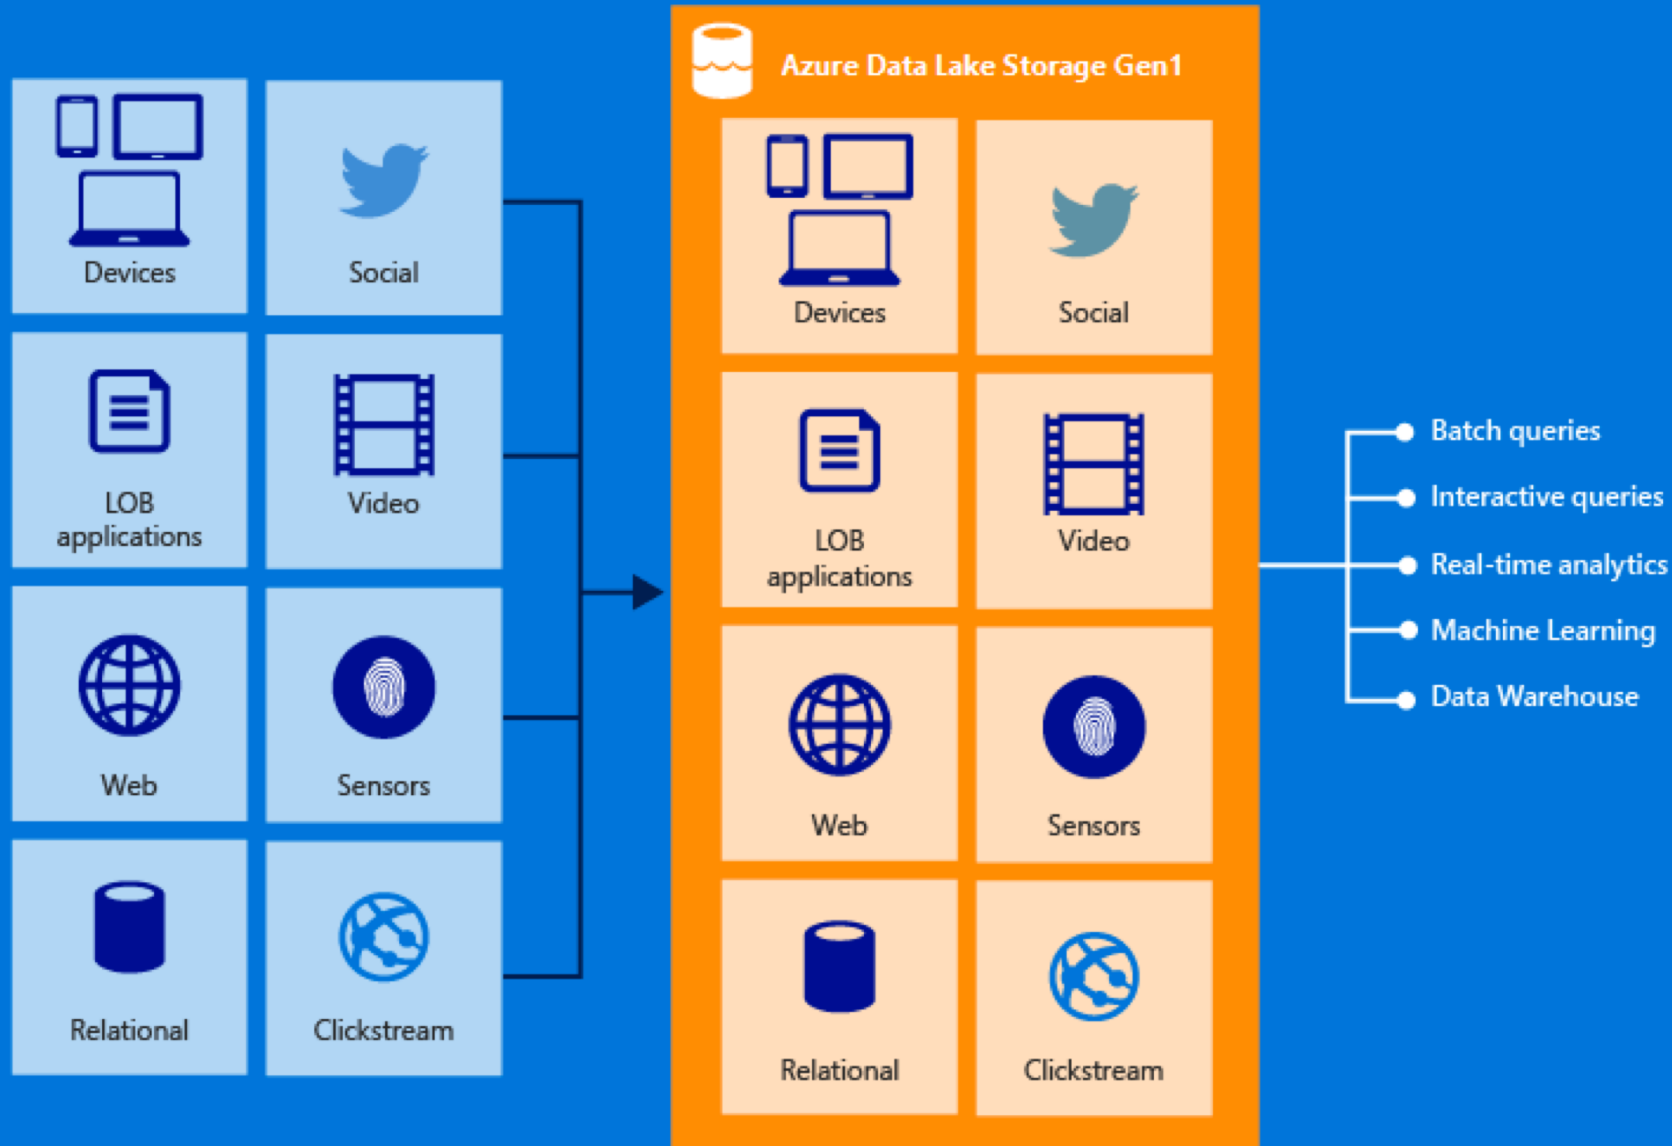 Devices
Social
LOB
applications
Video
Web
Sensors
Relational
Clickstream
Azure Data Lake Storage Gen1
Devices
Social
LOB
applications
Video
Web
Sensors
Relational
Clickstream
Batch queries
Interactive queries
Real-time analytics
Machine Learning
Data Warehouse